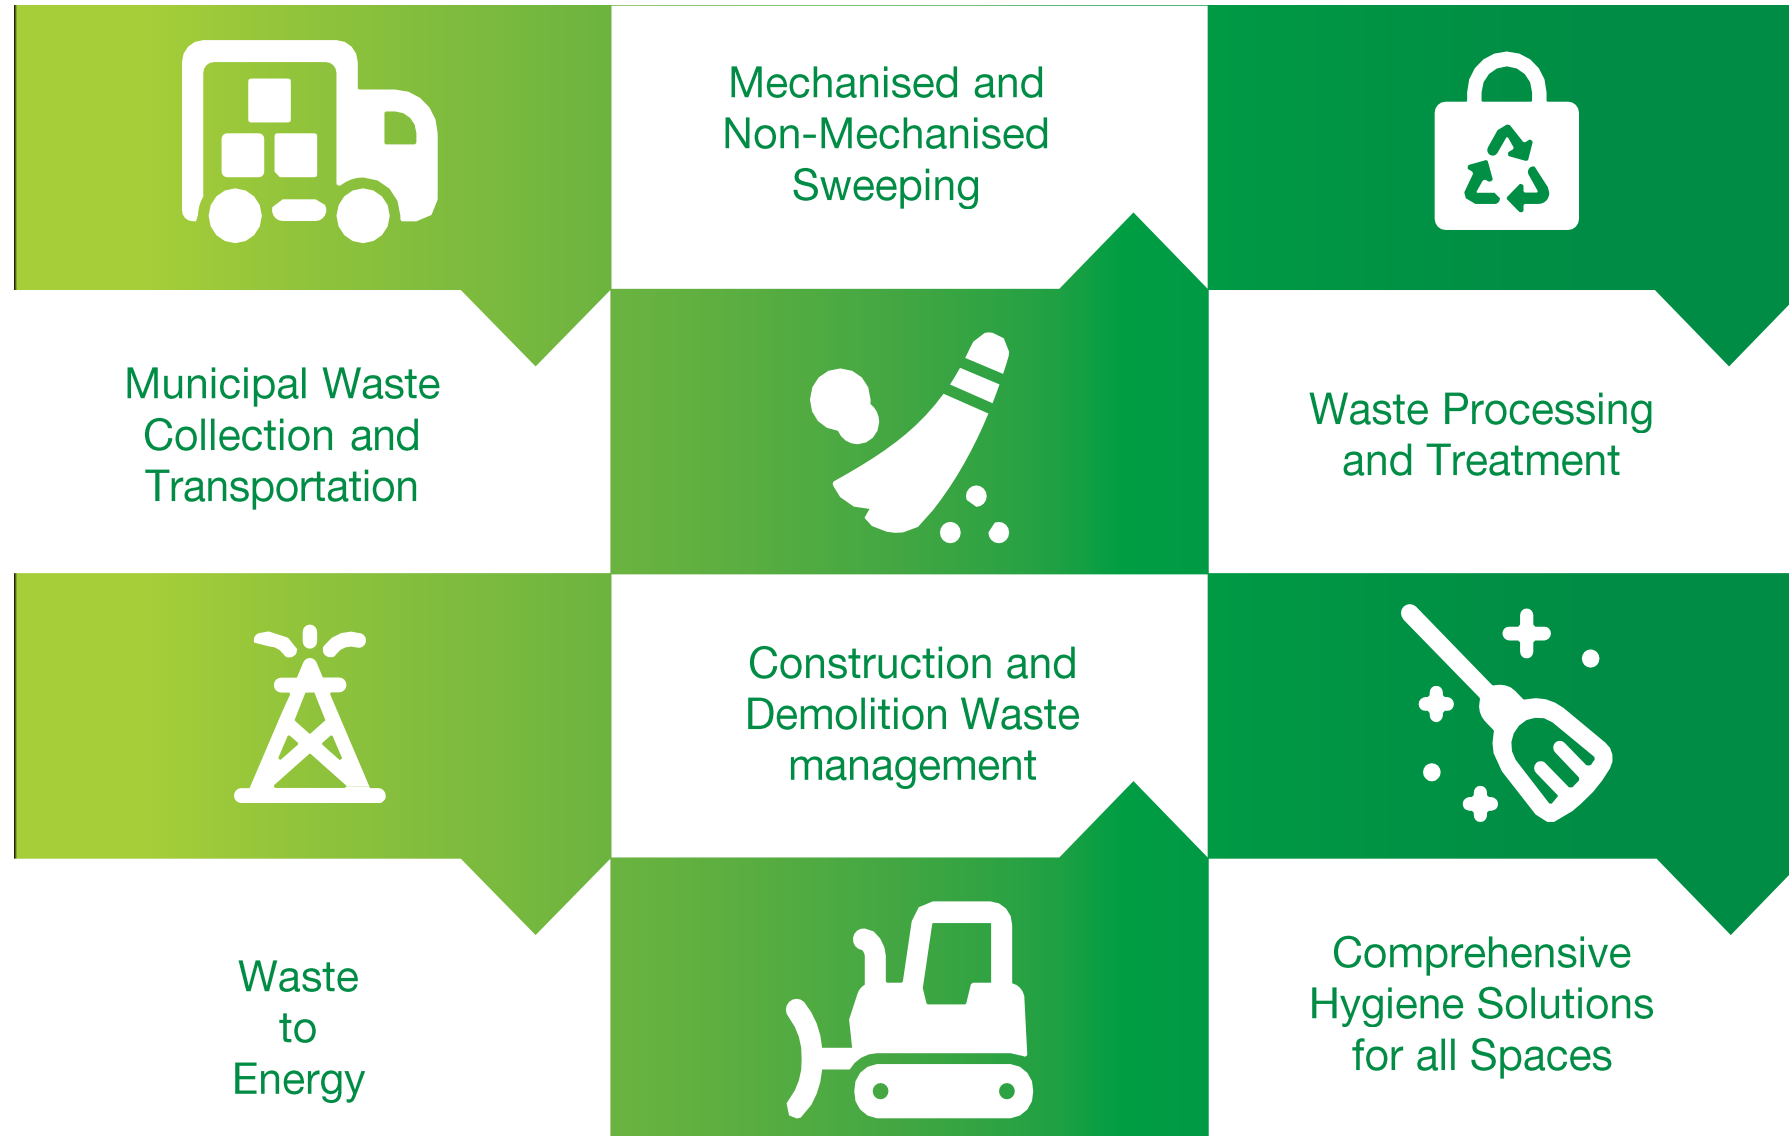 Mechanised and
Non-Mechanised
Sweeping
Municipal Waste
Collection and
Transportation
Waste Processing
and Treatment
Construction and
Demolition Waste
management
Waste
to
Energy
Comprehensive
Hygiene Solutions
for all Spaces